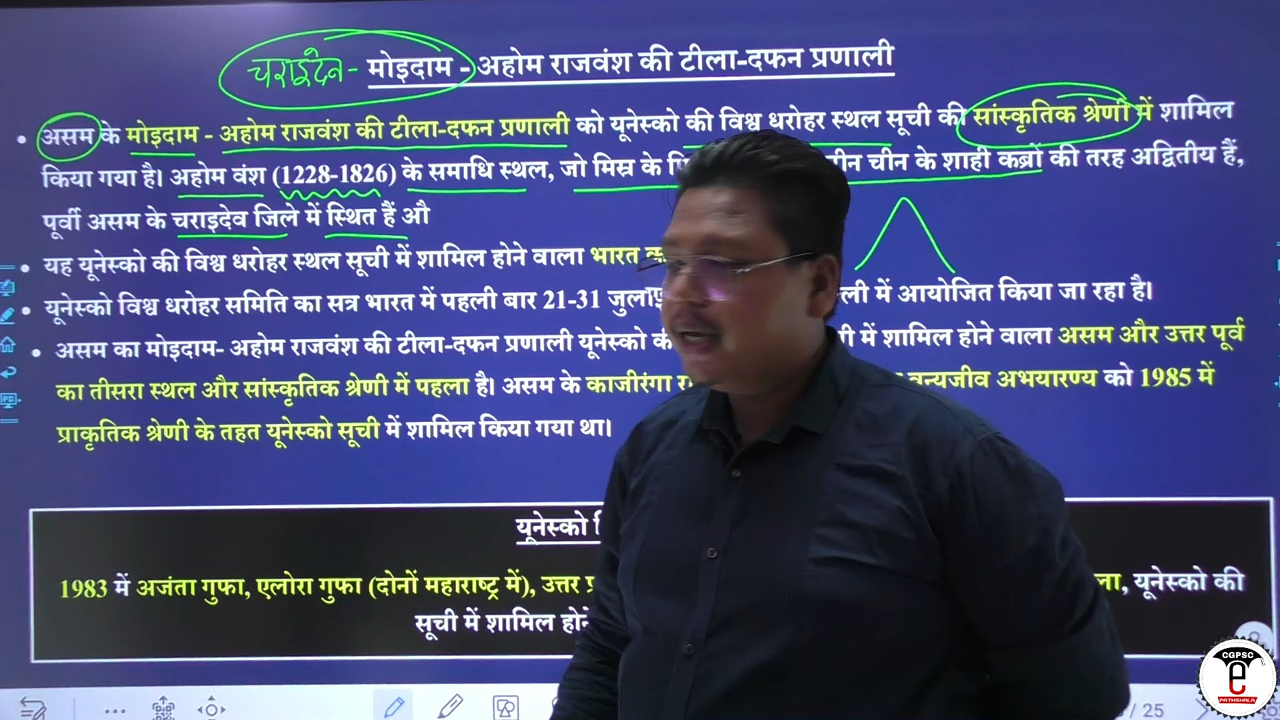 चराइदेव - मोइदाम - अहोम राजवंश की टीला-दफन प्रणाली
• असम के मोइदाम - अहोम राजवंश की टीला-दफन प्रणाली को यूनेस्को की विश्व धरोहर स्थल सूची की सांस्कृतिक श्रेणी में शामिल
किया गया है। अहोम वंश (1228-1826) के समाधि स्थल, जो मिस्र के चीन के शाही कब्रों की तरह अद्वितीय हैं,
पूर्वी असम के चराइदेव जिले में स्थित हैं औ
• यह यूनेस्को की विश्व धरोहर स्थल सूची में शामिल होने वाला भारत
• यूनेस्को विश्व धरोहर समिति का सत्र भारत में पहली बार 21-31 में आयोजित किया जा रहा है।
• असम का मोइदाम- अहोम राजवंश की टीला-दफन प्रणाली यूनेस्को में शामिल होने वाला असम और उत्तर पूर्व
का तीसरा स्थल और सांस्कृतिक श्रेणी में पहला है। असम के काजीरंगा वन्यजीव अभयारण्य को 1985 में
प्राकृतिक श्रेणी के तहत यूनेस्को सूची में शामिल किया गया था।
यूनेस्को
1983 में अजंता गुफा, एलोरा गुफा (दोनों महाराष्ट्र में), उत्तर यूनेस्को की
सूची में शामिल
/ 25
CGPSC
e
PATHSHALA